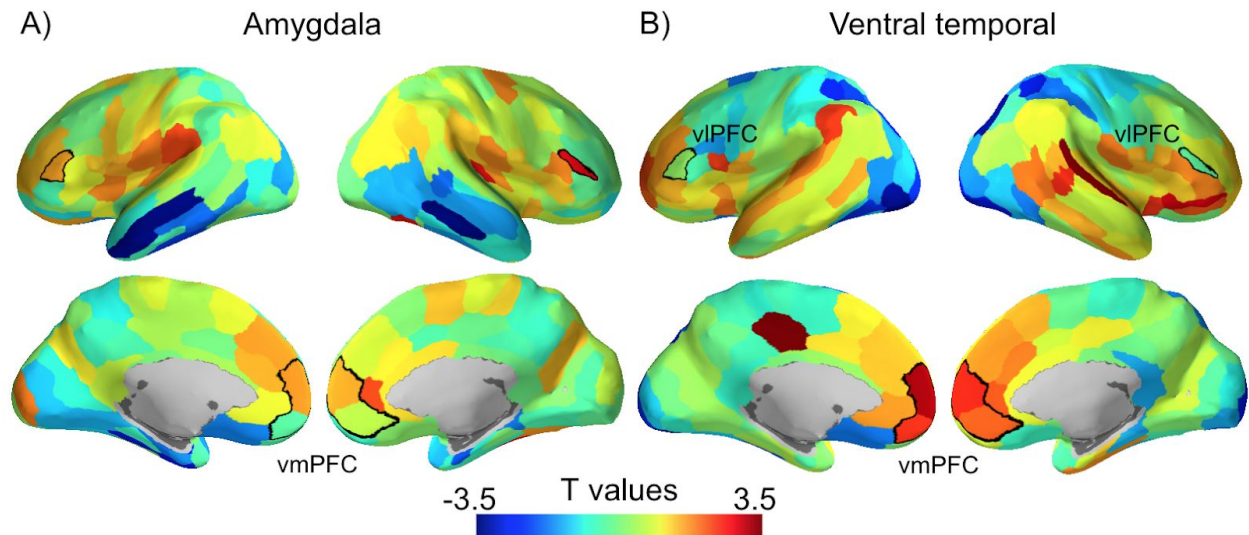 A) Amygdala B) Ventral temporal
vlPFC vlPFC
vmPFC vmPFC
T values
-3.5 3.5